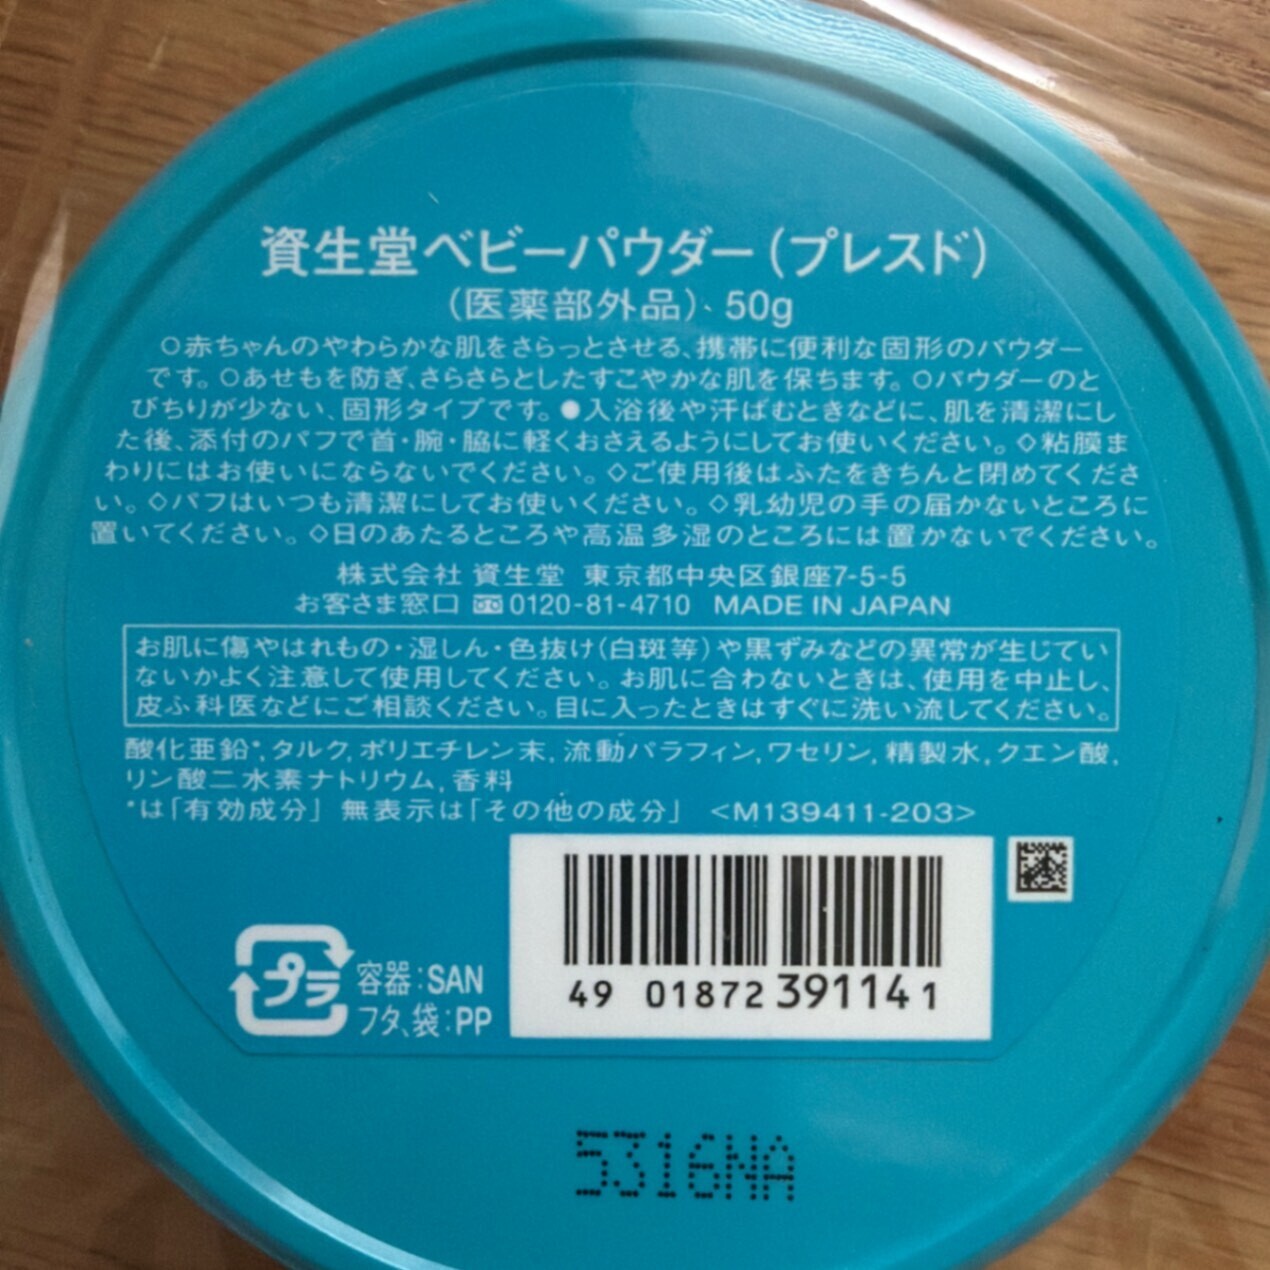 資生堂ベビーパウダー(プレスド)
(医薬部外品)、50g
○赤ちゃんのやわらかな肌をさらっとさせる、携帯に便利な固形のパウダー
です。○あせもを防ぎ、さらさらとしたすこやかな肌を保ちます。○パウダーのと
びちりが少ない、固形タイプです。●入浴後や汗ばむときなどに、肌を清潔にし
た後、添付のパフで首・腕・脇に軽くおさえるようにしてお使いください。◇粘膜ま
わりにはお使いにならないでください。◇ご使用後はふたをきちんと閉めてくださ
い。◇パフはいつも清潔にしてお使いください。◇乳幼児の手の届かないところに
置いてください。◇日のあたるところや高温多湿のところには置かないでください。
株式会社 資生堂 東京都中央区銀座7-5-5
お客さま窓口 0120-81-4710 MADE IN JAPAN
お肌に傷やはれもの・湿しん・色抜け(白斑等)や黒ずみなどの異常が生じてい
ないかよく注意して使用してください。お肌に合わないときは、使用を中止し、
皮ふ科医などにご相談ください。目に入ったときはすぐに洗い流してください。
酸化亜鉛*,タルク,ポリエチレン末,流動パラフィン,ワセリン,精製水,クエン酸,
リン酸二水素ナトリウム,香料
*は「有効成分」 無表示は「その他の成分」 <M139411-203>
プラ
容器:SAN
フタ、袋:PP
49 01872 391141
5316NA